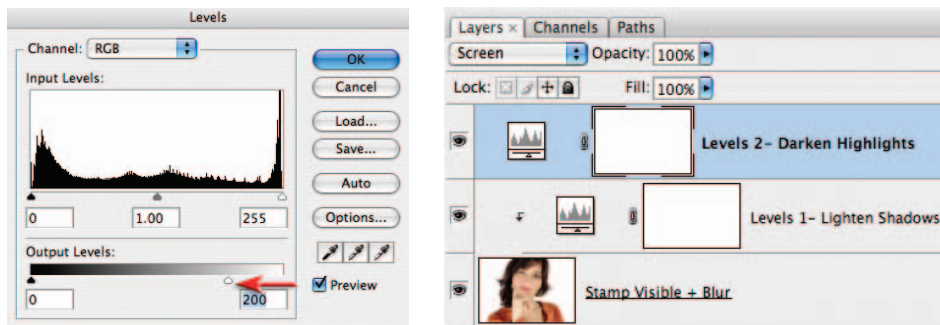 Levels
Channel: RGB
OK
Input Levels:
Cancel
Load...
Save...
Auto
0 1.00 255
Options...
Output Levels:
Preview
0 200
Layers × Channels Paths
Screen Opacity: 100%
Lock: Fill: 100%
Levels 2- Darken Highlights
Levels 1- Lighten Shadows
Stamp Visible + Blur